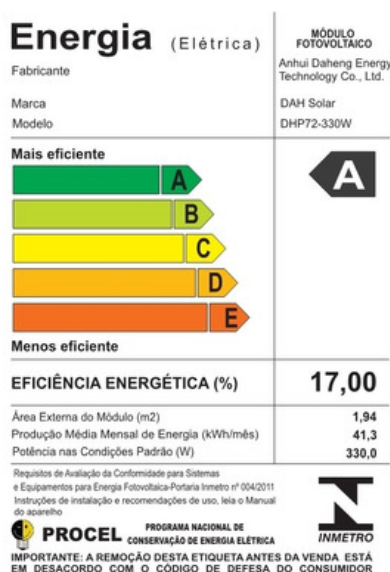 Energia (Elétrica)
MÓDULO
FOTOVOLTAICO
Fabricante
Anhui Daheng Energy
Technology Co., Ltd.
Marca
DAH Solar
Modelo
DHP72-330W
Mais eficiente
A
A
B
C
D
E
Menos eficiente
EFICIÊNCIA ENERGÉTICA (%)
17,00
Área Externa do Módulo (m2)
1,94
Produção Média Mensal de Energia (kWh/mês)
41,3
Potência nas Condições Padrão (W)
330,0
Requisitos de Avaliação da Conformidade para Sistemas
e Equipamentos para Energia Fotovoltaica-Portaria Inmetro nº 004/2011
Instruções de instalação e recomendações de uso, leia o Manual
do aparelho
PROCEL
PROGRAMA NACIONAL DE
CONSERVAÇÃO DE ENERGIA ELÉTRICA
INMETRO
IMPORTANTE: A REMOÇÃO DESTA ETIQUETA ANTES DA VENDA ESTÁ
EM DESACORDO COM O CÓDIGO DE DEFESA DO CONSUMIDOR